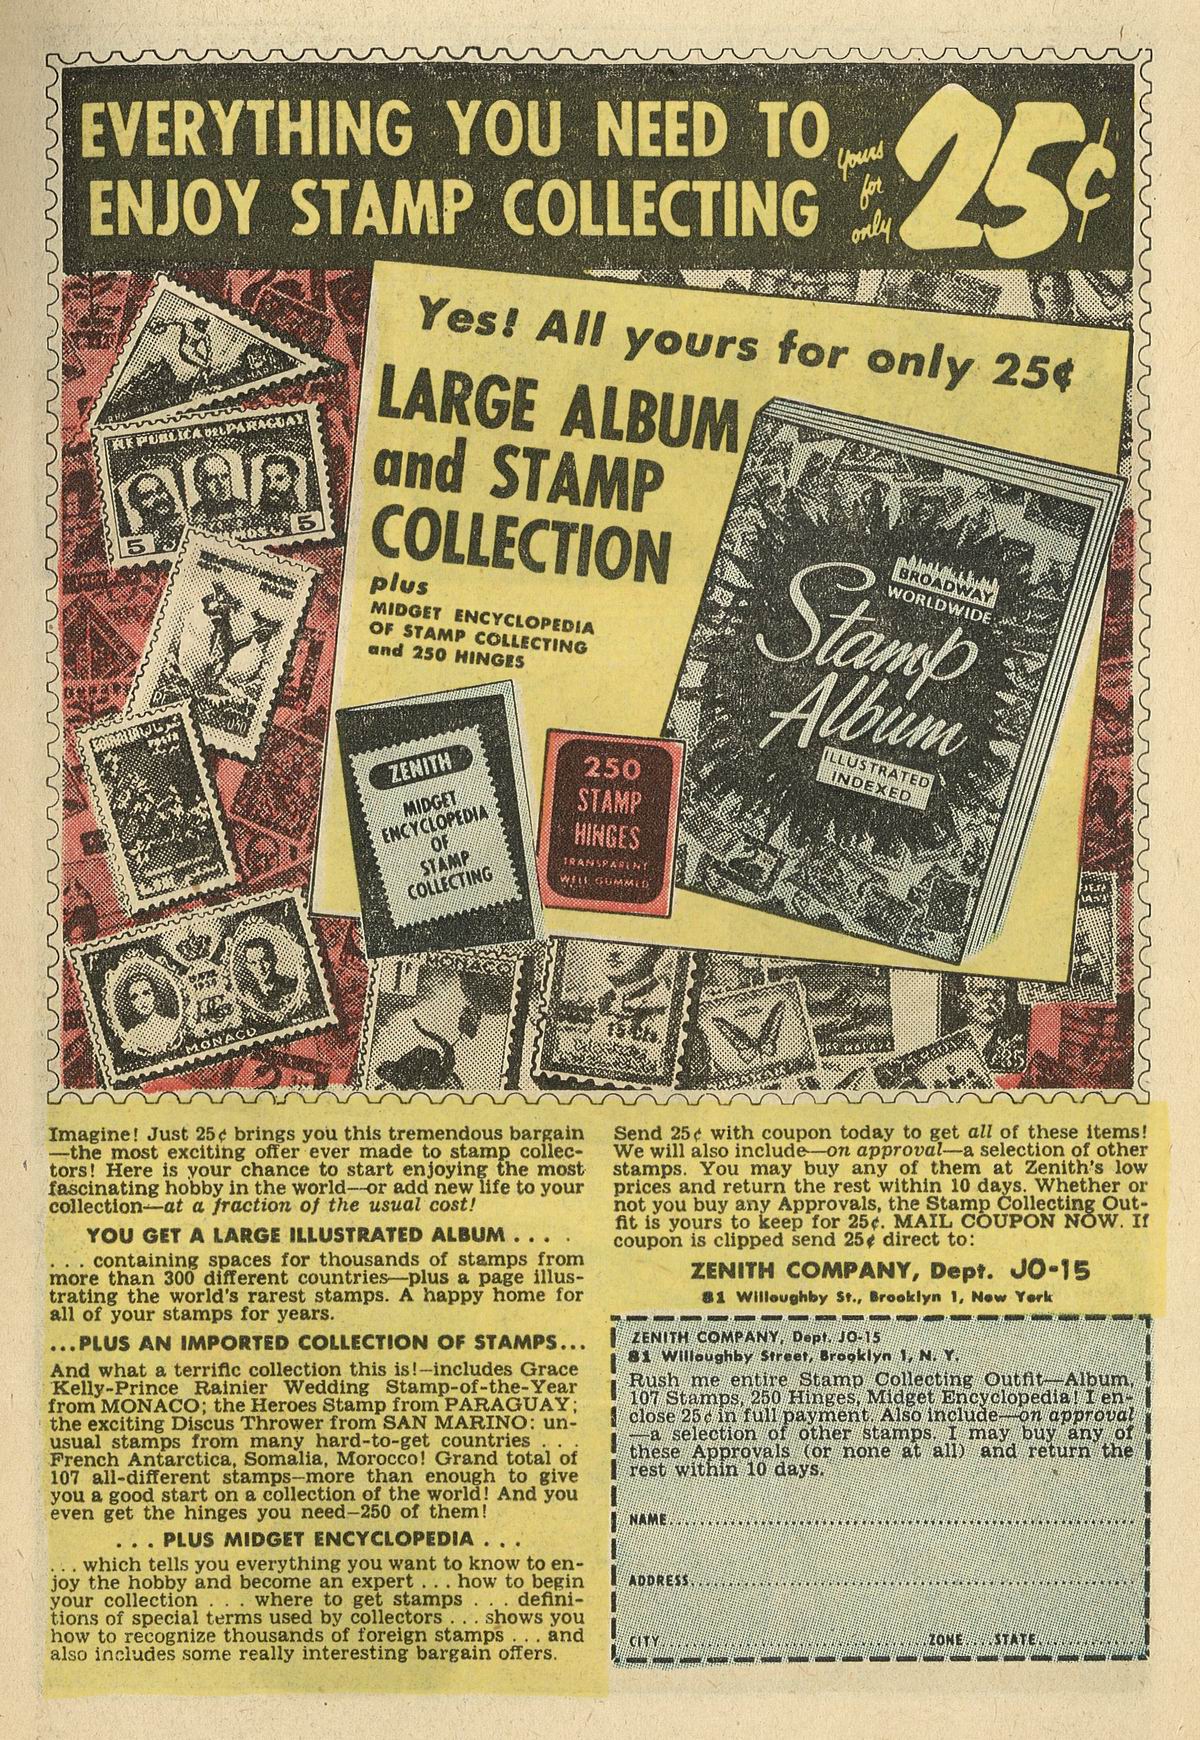 EVERYTHING YOU NEED TO
ENJOY STAMP COLLECTING
yours
for
only
25¢
Yes! All yours for only 25¢
LARGE ALBUM
and STAMP
COLLECTION
plus
MIDGET ENCYCLOPEDIA
OF STAMP COLLECTING
and 250 HINGES
REPUBLICA DEL PARAGUAY
5
5
BROADWAY
WORLDWIDE
Stamp
Album
ILLUSTRATED
INDEXED
ZENITH
MIDGET
ENCYCLOPEDIA
OF
STAMP
COLLECTING
250
STAMP
HINGES
TRANSPARENT
WELL GUMMED
MONACO
Imagine! Just 25¢ brings you this tremendous bargain
—the most exciting offer ever made to stamp collec-
tors! Here is your chance to start enjoying the most
fascinating hobby in the world—or add new life to your
collection—at a fraction of the usual cost!
YOU GET A LARGE ILLUSTRATED ALBUM . . . .
. . . containing spaces for thousands of stamps from
more than 300 different countries—plus a page illus-
trating the world's rarest stamps. A happy home for
all of your stamps for years.
...PLUS AN IMPORTED COLLECTION OF STAMPS...
And what a terrific collection this is!—includes Grace
Kelly-Prince Rainier Wedding Stamp-of-the-Year
from MONACO; the Heroes Stamp from PARAGUAY;
the exciting Discus Thrower from SAN MARINO: un-
usual stamps from many hard-to-get countries . . .
French Antarctica, Somalia, Morocco! Grand total of
107 all-different stamps—more than enough to give
you a good start on a collection of the world! And you
even get the hinges you need—250 of them!
. . . PLUS MIDGET ENCYCLOPEDIA . . .
. . . which tells you everything you want to know to en-
joy the hobby and become an expert . . . how to begin
your collection . . . where to get stamps . . . defini-
tions of special terms used by collectors . . . shows you
how to recognize thousands of foreign stamps . . . and
also includes some really interesting bargain offers.
Send 25¢ with coupon today to get all of these items!
We will also include—on approval—a selection of other
stamps. You may buy any of them at Zenith's low
prices and return the rest within 10 days. Whether or
not you buy any Approvals, the Stamp Collecting Out-
fit is yours to keep for 25¢. MAIL COUPON NOW. If
coupon is clipped send 25¢ direct to:
ZENITH COMPANY, Dept. JO-15
81 Willoughby St., Brooklyn 1, New York
ZENITH COMPANY, Dept. JO-15
81 Willoughby Street, Brooklyn 1, N. Y.
Rush me entire Stamp Collecting Outfit—Album,
107 Stamps, 250 Hinges, Midget Encyclopedia! I en-
close 25¢ in full payment. Also include—on approval
—a selection of other stamps. I may buy any of
these Approvals (or none at all) and return the
rest within 10 days.
NAME
ADDRESS
CITY ZONE STATE